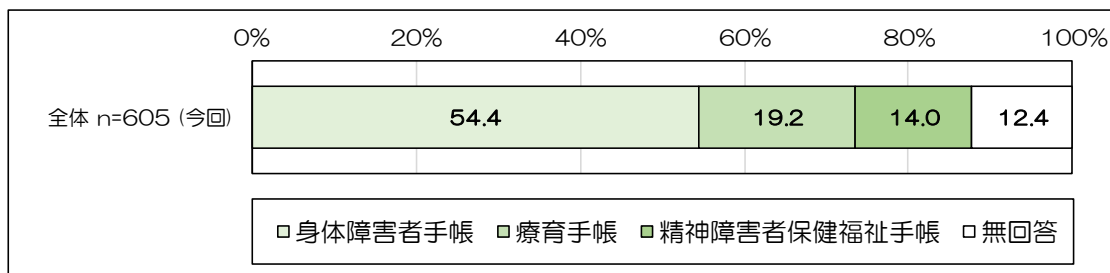 0% 20% 40% 60% 80% 100%
全体 n=605 (今回) 54.4 19.2 14.0 12.4
身体障害者手帳 療育手帳 精神障害者保健福祉手帳 無回答